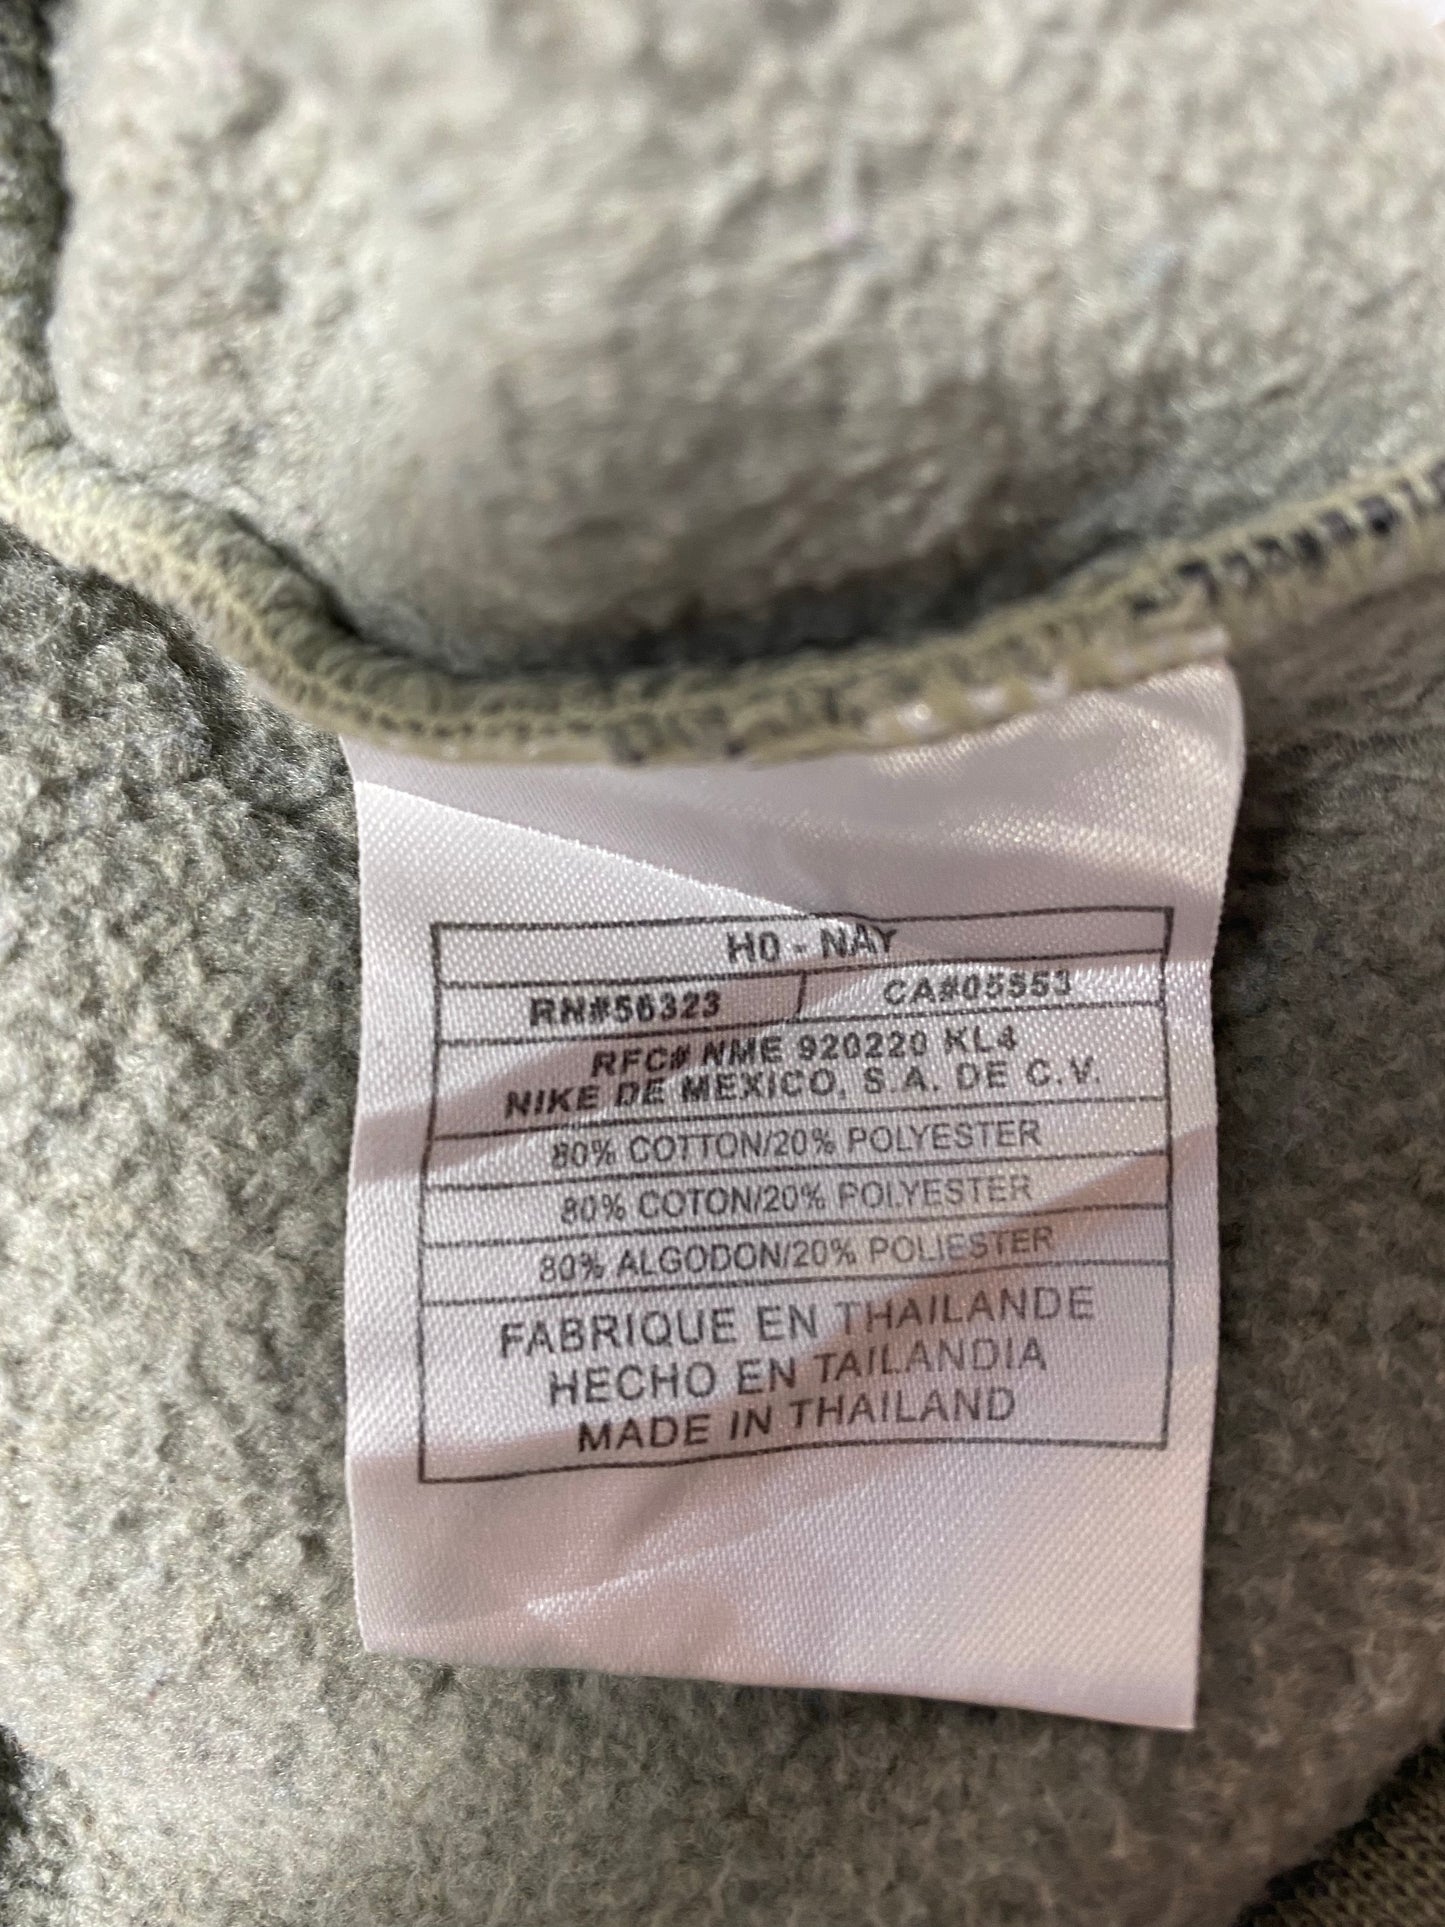 H0 - NAY
RN#56323 CA#05553
RFC# NME 920220 KL4
NIKE DE MEXICO, S.A. DE C.V.
80% COTTON/20% POLYESTER
80% COTON/20% POLYESTER
80% ALGODON/20% POLIESTER
FABRIQUE EN THAILANDE
HECHO EN TAILANDIA
MADE IN THAILAND